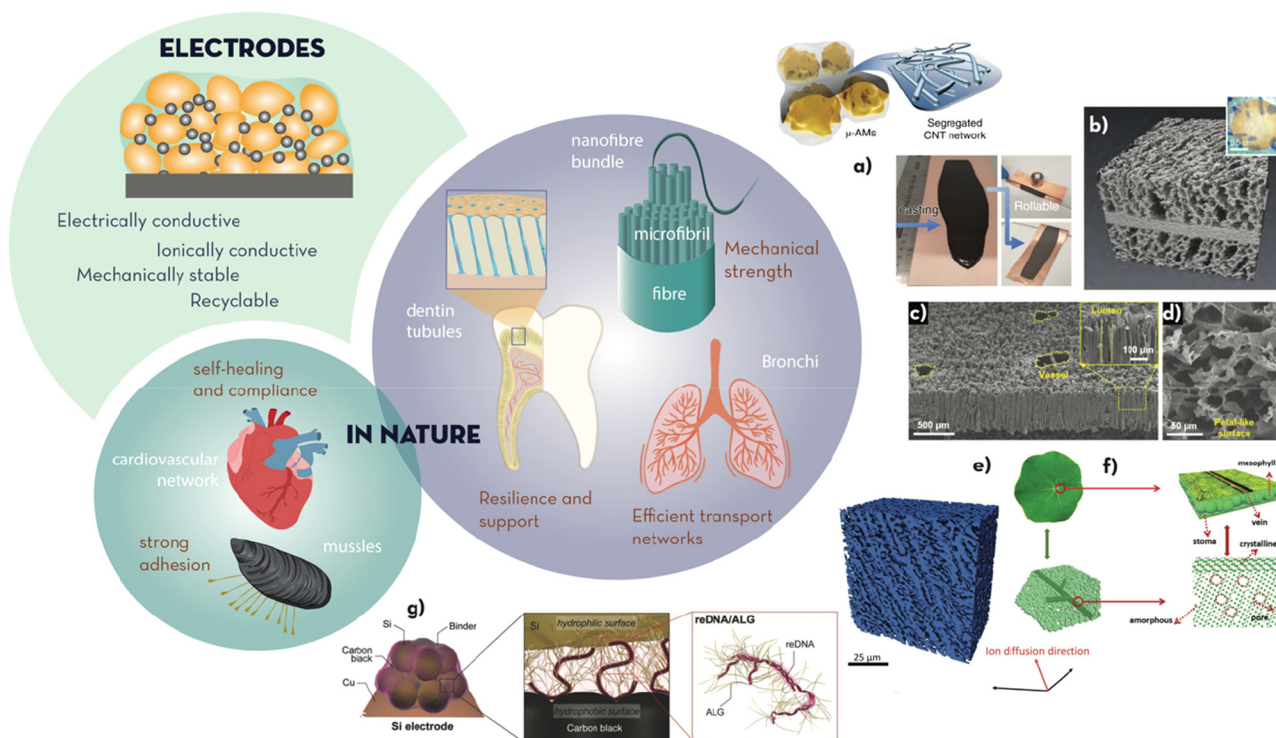 ELECTRODES
Electrically conductive
Ionically conductive
Mechanically stable
Recyclable
self-healing
and compliance
IN NATURE
cardiovascular
network
strong
adhesion
mussles
nanofibre
bundle
microfibril
fibre
Mechanical
strength
dentin
tubules
Bronchi
Resilience and
support
Efficient transport
networks
μ-AMs
Segregated
CNT network
a)
casting
Rollable
b)
c)
Lumen
100 μm
Vessel
500 μm
d)
Petal-like
surface
50 μm
e)
25 μm
f)
mesophyll
vein
stoma
crystalline
amorphous
pore
Ion diffusion direction
g)
Si
Binder
Carbon
black
Cu
Si electrode
Si
hydrophilic surface
hydrophobic surface
Carbon black
reDNA/ALG
reDNA
ALG